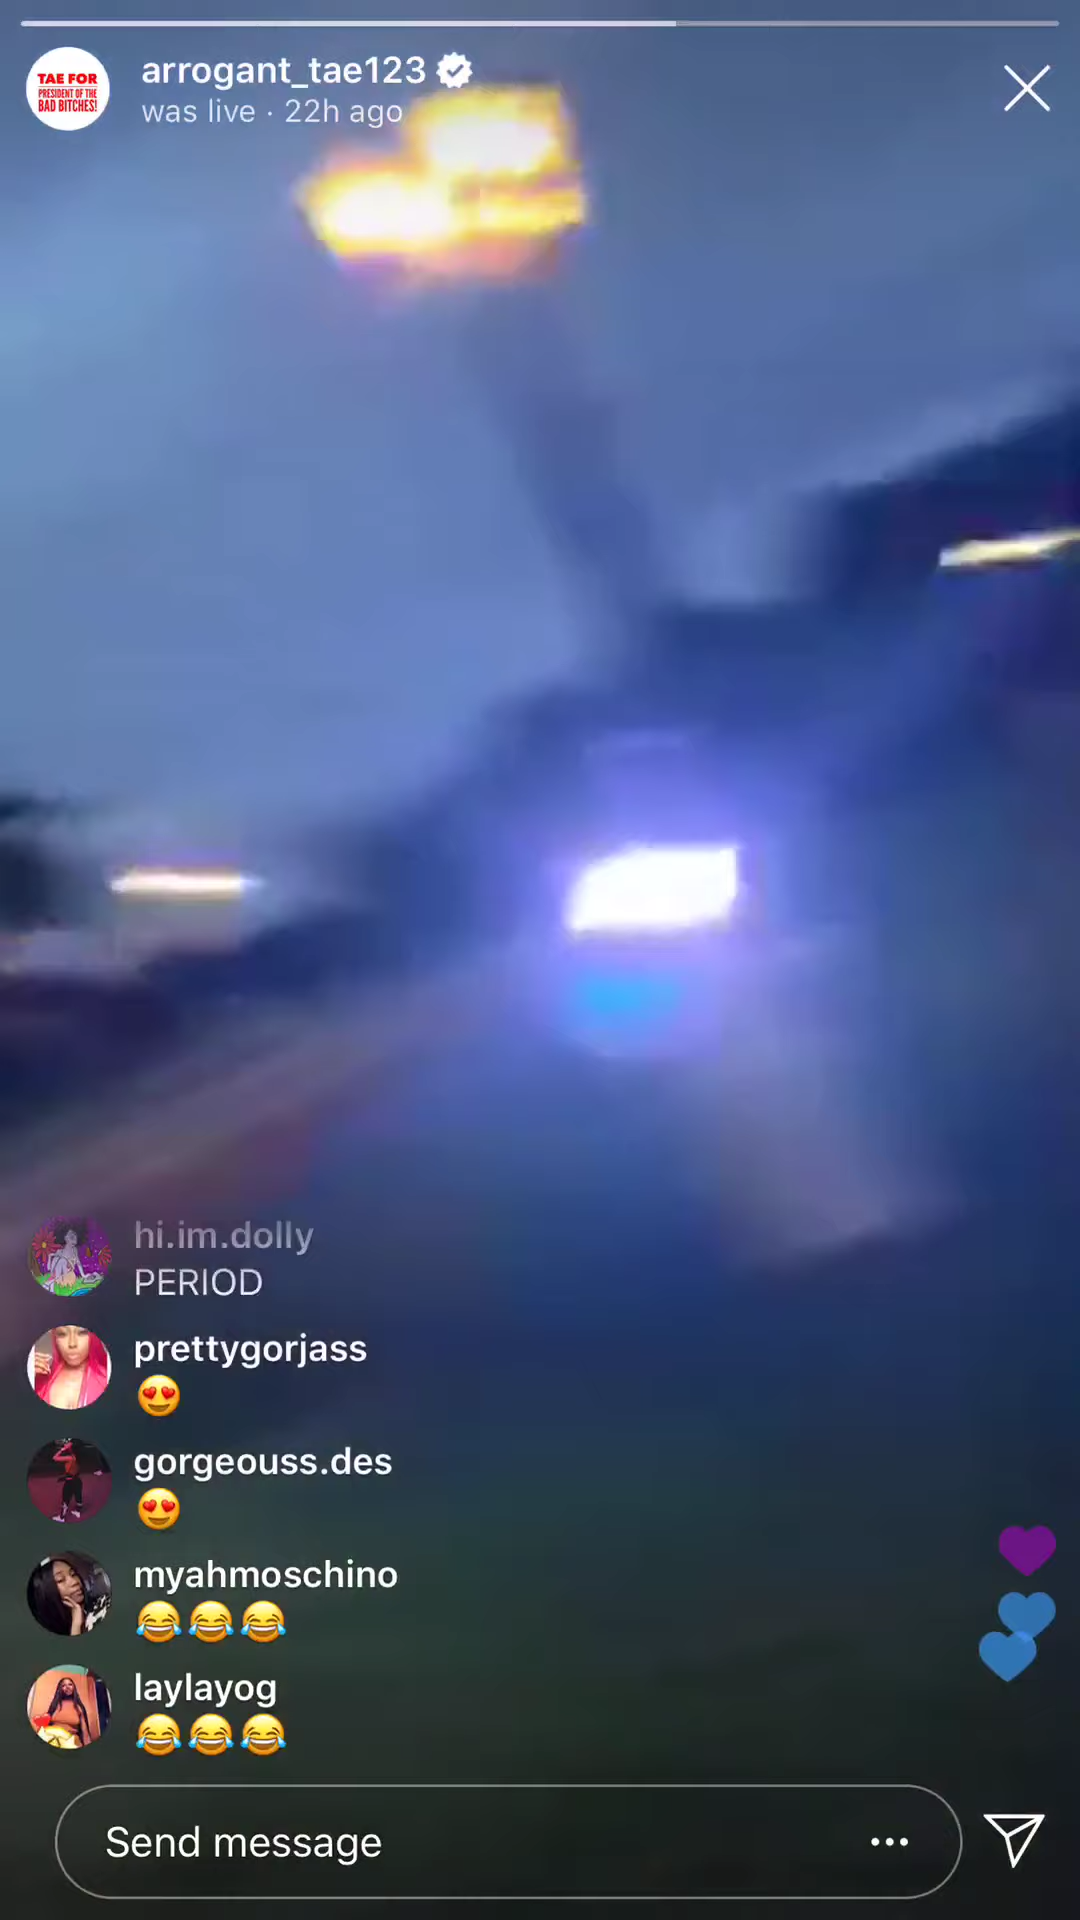 TAE FOR
PRESIDENT OF THE
BAD BITCHES!
arrogant_tae123
was live · 22h ago
hi.im.dolly
PERIOD
prettygorjass
😍
gorgeouss.des
😍
myahmoschino
😂😂😂
laylayog
😂😂😂
Send message